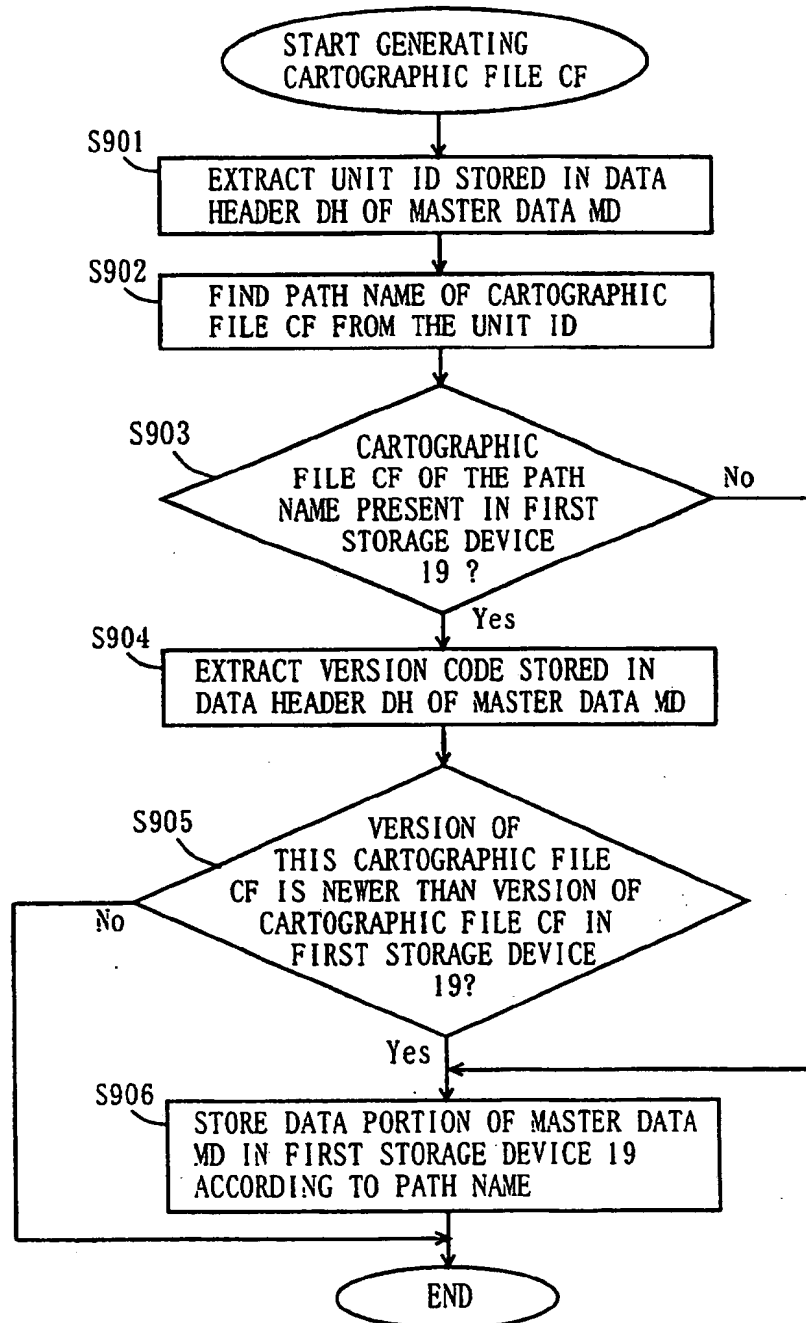 START GENERATING
CARTOGRAPHIC FILE CF
S901
EXTRACT UNIT ID STORED IN DATA
HEADER DH OF MASTER DATA MD
S902
FIND PATH NAME OF CARTOGRAPHIC
FILE CF FROM THE UNIT ID
S903
CARTOGRAPHIC
FILE CF OF THE PATH
NAME PRESENT IN FIRST
STORAGE DEVICE
19 ?
No
Yes
S904
EXTRACT VERSION CODE STORED IN
DATA HEADER DH OF MASTER DATA MD
S905
VERSION OF
THIS CARTOGRAPHIC FILE
CF IS NEWER THAN VERSION OF
CARTOGRAPHIC FILE CF IN
FIRST STORAGE DEVICE
19?
No
Yes
S906
STORE DATA PORTION OF MASTER DATA
MD IN FIRST STORAGE DEVICE 19
ACCORDING TO PATH NAME
END